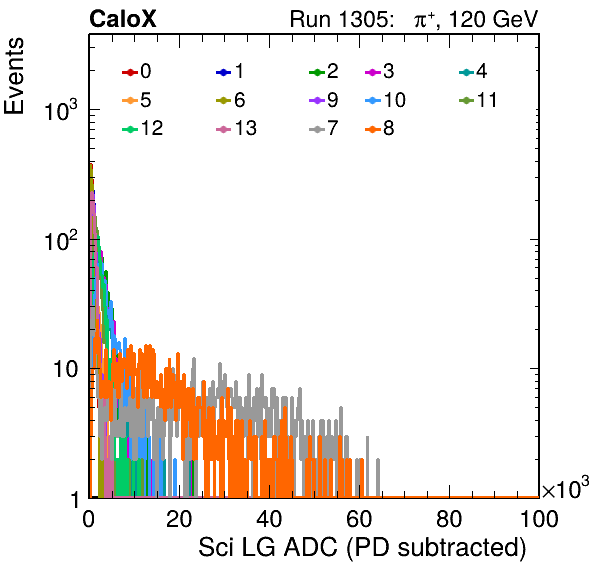 CaloX Run 1305: π⁺, 120 GeV
Events
0 1 2 3 4
5 6 9 10 11
12 13 7 8
10³
10²
10
1
0 20 40 60 80 100
×10³
Sci LG ADC (PD subtracted)